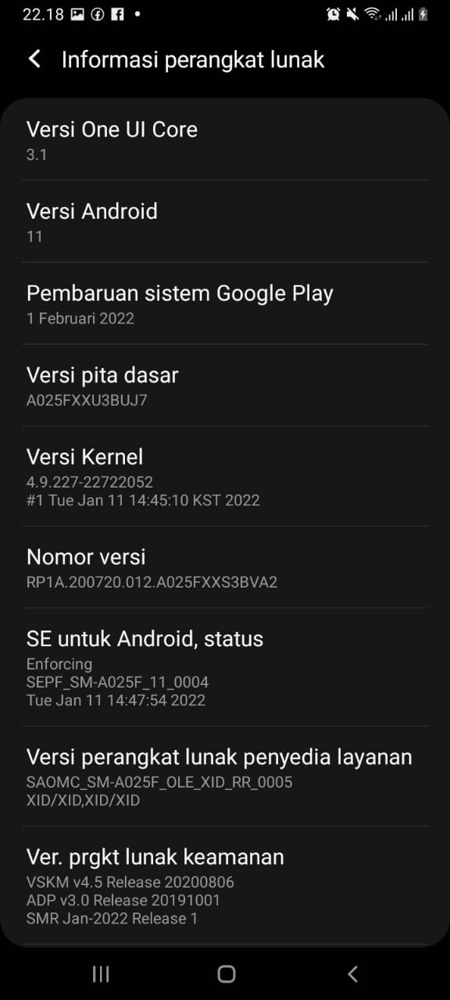 22.18
Informasi perangkat lunak
Versi One UI Core
3.1
Versi Android
11
Pembaruan sistem Google Play
1 Februari 2022
Versi pita dasar
A025FXXU3BUJ7
Versi Kernel
4.9.227-22722052
#1 Tue Jan 11 14:45:10 KST 2022
Nomor versi
RP1A.200720.012.A025FXXS3BVA2
SE untuk Android, status
Enforcing
SEPF_SM-A025F_11_0004
Tue Jan 11 14:47:54 2022
Versi perangkat lunak penyedia layanan
SAOMC_SM-A025F_OLE_XID_RR_0005
XID/XID,XID/XID
Ver. prgkt lunak keamanan
VSKM v4.5 Release 20200806
ADP v3.0 Release 20191001
SMR Jan-2022 Release 1